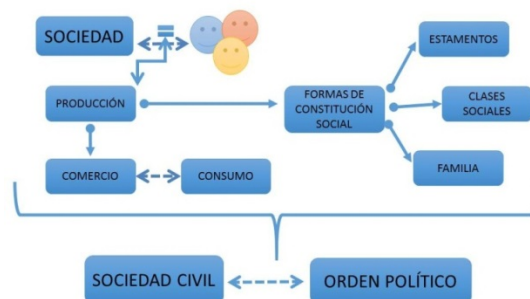 SOCIEDAD
ESTAMENTOS
PRODUCCIÓN
FORMAS DE
CONSTITUCIÓN
SOCIAL
CLASES
SOCIALES
COMERCIO
CONSUMO
FAMILIA
SOCIEDAD CIVIL
ORDEN POLÍTICO